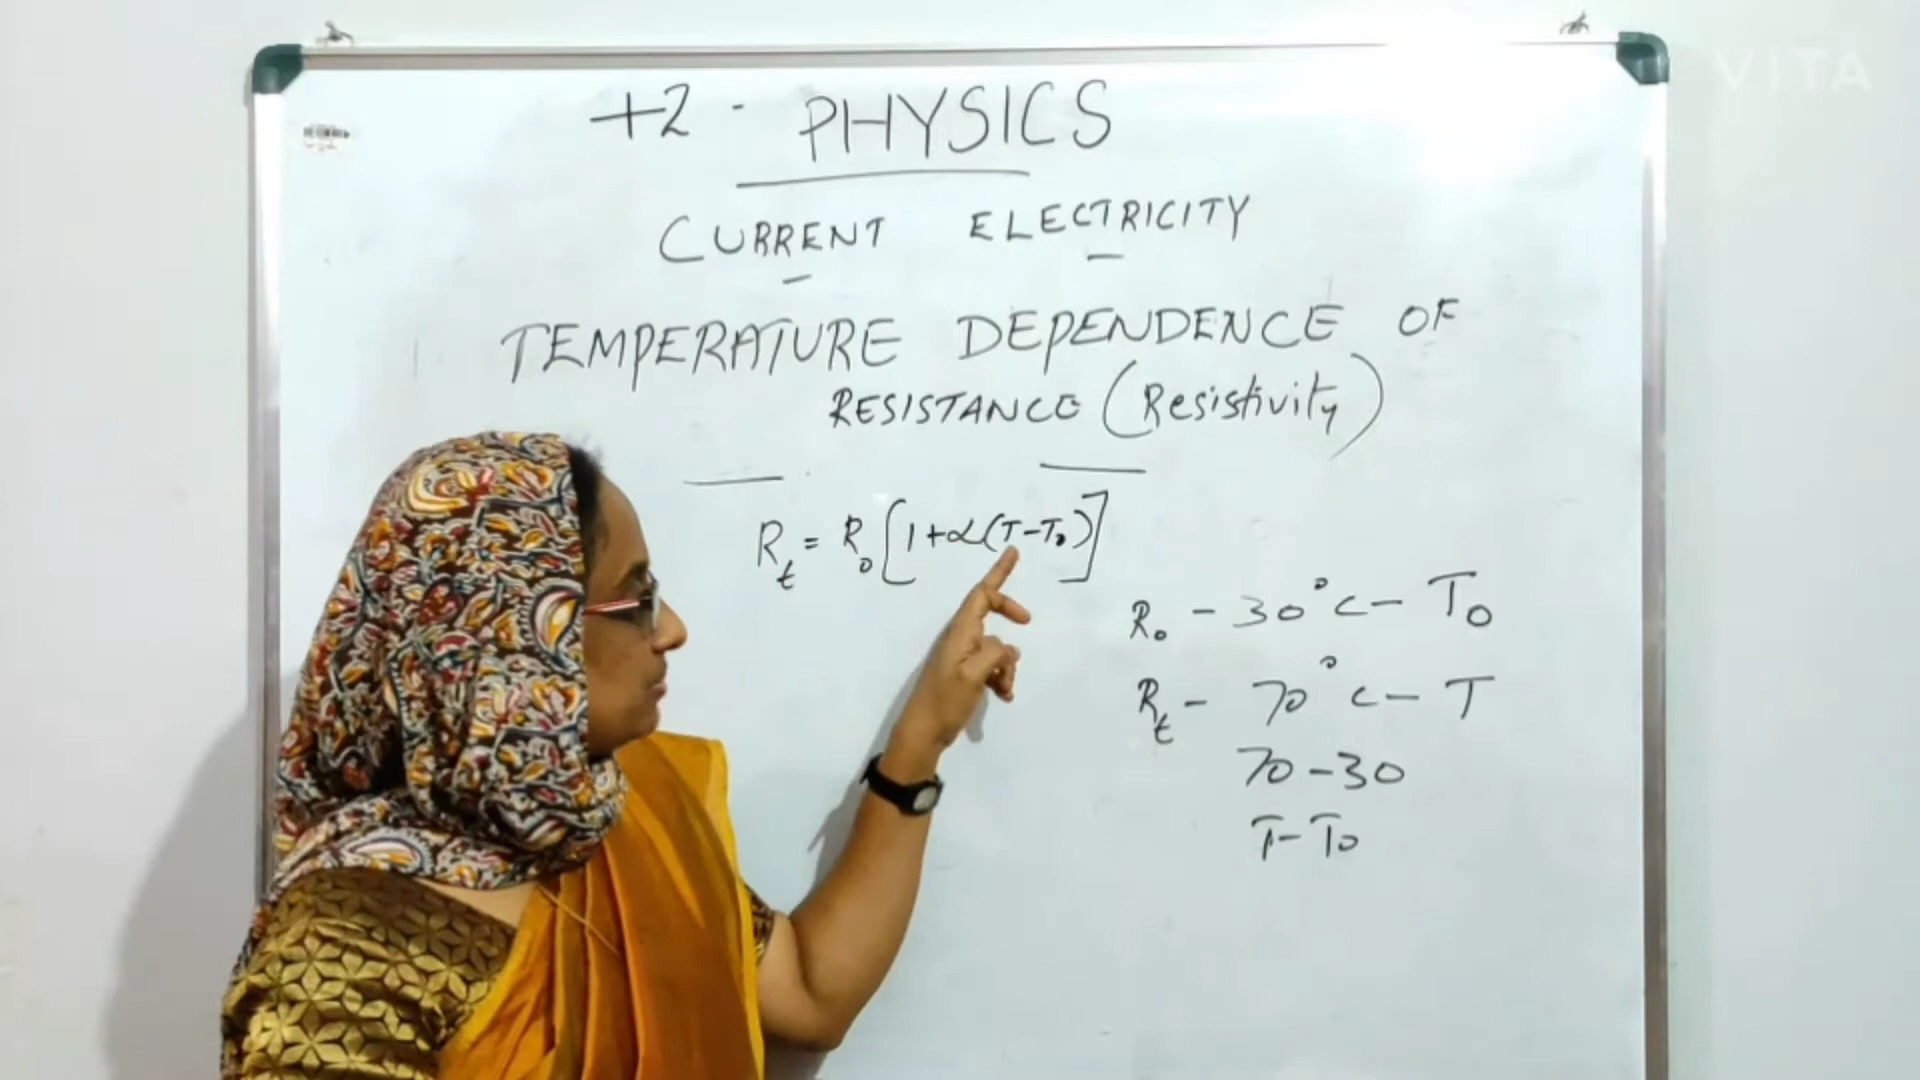 VITA
+2 - PHYSICS
CURRENT ELECTRICITY
TEMPERATURE DEPENDENCE OF
RESISTANCE (Resistivity)
Rt = R0 [1+α(T-T0)]
R0 - 30°C - T0
Rt - 70°C - T
70-30
T-T0